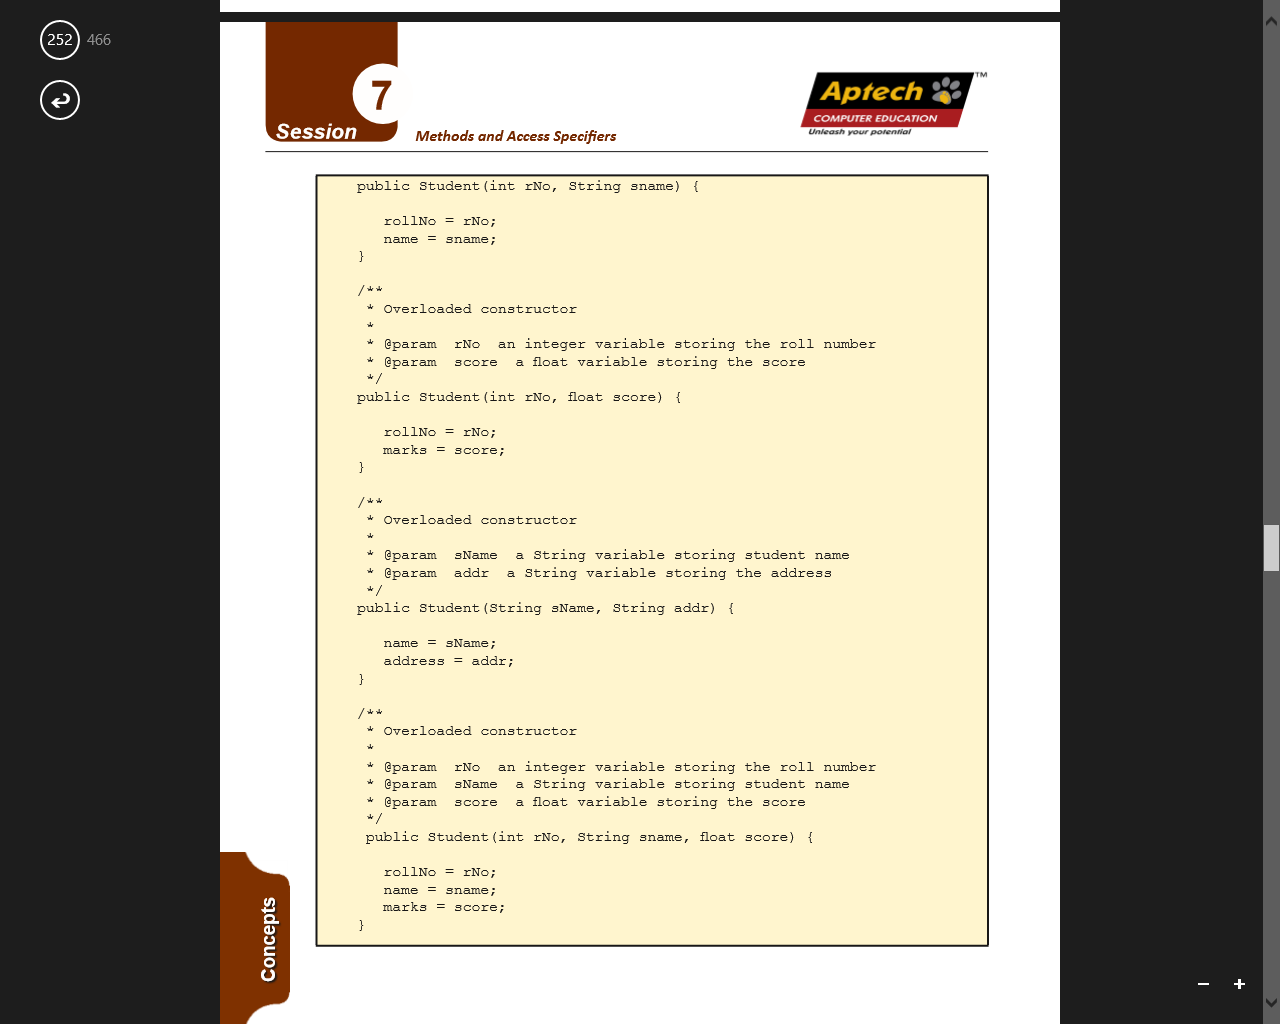 252 466
7
Session
Methods and Access Specifiers
Aptech TM
COMPUTER EDUCATION
Unleash your potential
public Student(int rNo, String sname) {
rollNo = rNo;
name = sname;
}
/**
* Overloaded constructor
*
* @param rNo an integer variable storing the roll number
* @param score a float variable storing the score
*/
public Student(int rNo, float score) {
rollNo = rNo;
marks = score;
}
/**
* Overloaded constructor
*
* @param sName a String variable storing student name
* @param addr a String variable storing the address
*/
public Student(String sName, String addr) {
name = sName;
address = addr;
}
/**
* Overloaded constructor
*
* @param rNo an integer variable storing the roll number
* @param sName a String variable storing student name
* @param score a float variable storing the score
*/
public Student(int rNo, String sname, float score) {
rollNo = rNo;
name = sname;
marks = score;
}
Concepts